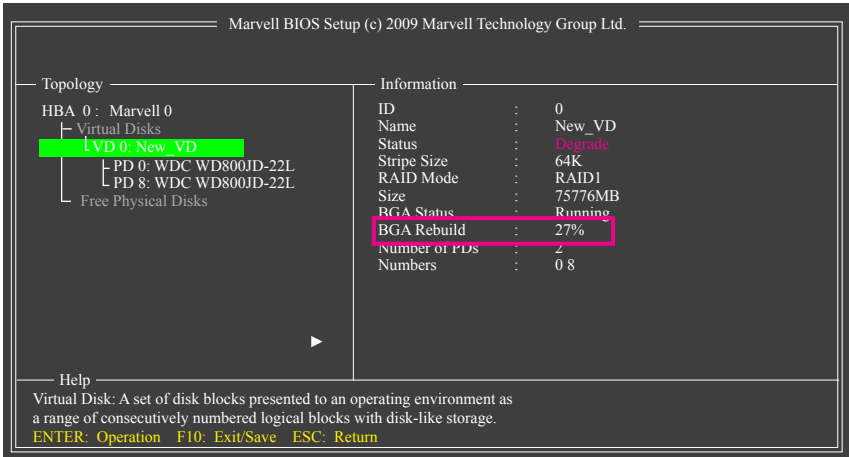 Marvell BIOS Setup (c) 2009 Marvell Technology Group Ltd.
Topology
HBA 0 : Marvell 0
Virtual Disks
VD 0: New_VD
PD 0: WDC WD800JD-22L
PD 8: WDC WD800JD-22L
Free Physical Disks
Information
ID : 0
Name : New_VD
Status : Degrade
Stripe Size : 64K
RAID Mode : RAID1
Size : 75776MB
BGA Status : Running
BGA Rebuild : 27%
Number of PDs : 2
Numbers : 0 8
Help
Virtual Disk: A set of disk blocks presented to an operating environment as
a range of consecutively numbered logical blocks with disk-like storage.
ENTER: Operation F10: Exit/Save ESC: Return